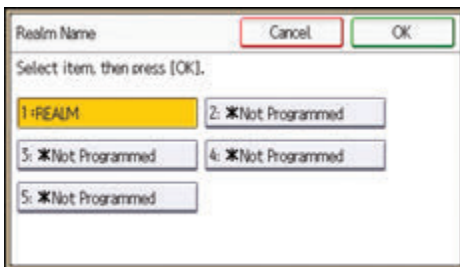 Realm Name Cancel OK
Select item, then press [OK].
1:REALM 2: *Not Programmed
3: *Not Programmed 4: *Not Programmed
5: *Not Programmed